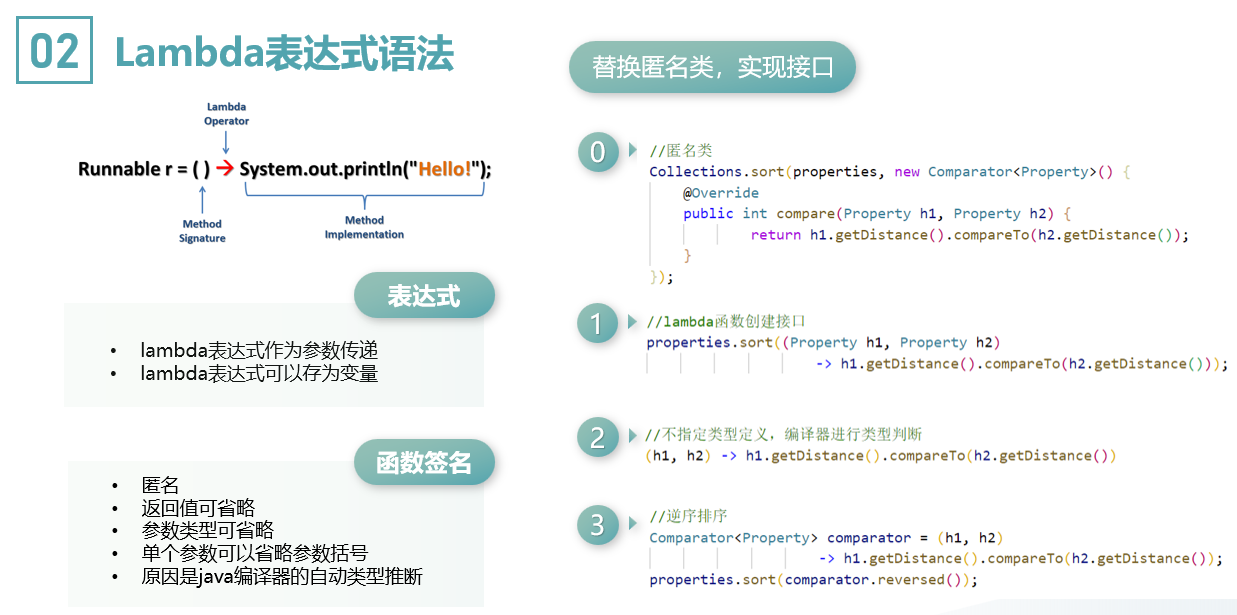 02
Lambda表达式语法
Lambda
Operator
Runnable r = ( ) → System.out.println("Hello!");
Method
Signature
Method
Implementation
表达式
• lambda表达式作为参数传递
• lambda表达式可以存为变量
函数签名
• 匿名
• 返回值可省略
• 参数类型可省略
• 单个参数可以省略参数括号
• 原因是java编译器的自动类型推断
替换匿名类，实现接口
0
//匿名类
Collections.sort(properties, new Comparator<Property>() {
@Override
public int compare(Property h1, Property h2) {
return h1.getDistance().compareTo(h2.getDistance());
}
});
1
//lambda函数创建接口
properties.sort((Property h1, Property h2)
-> h1.getDistance().compareTo(h2.getDistance()));
2
//不指定类型定义，编译器进行类型判断
(h1, h2) -> h1.getDistance().compareTo(h2.getDistance())
3
//逆序排序
Comparator<Property> comparator = (h1, h2)
-> h1.getDistance().compareTo(h2.getDistance());
properties.sort(comparator.reversed());